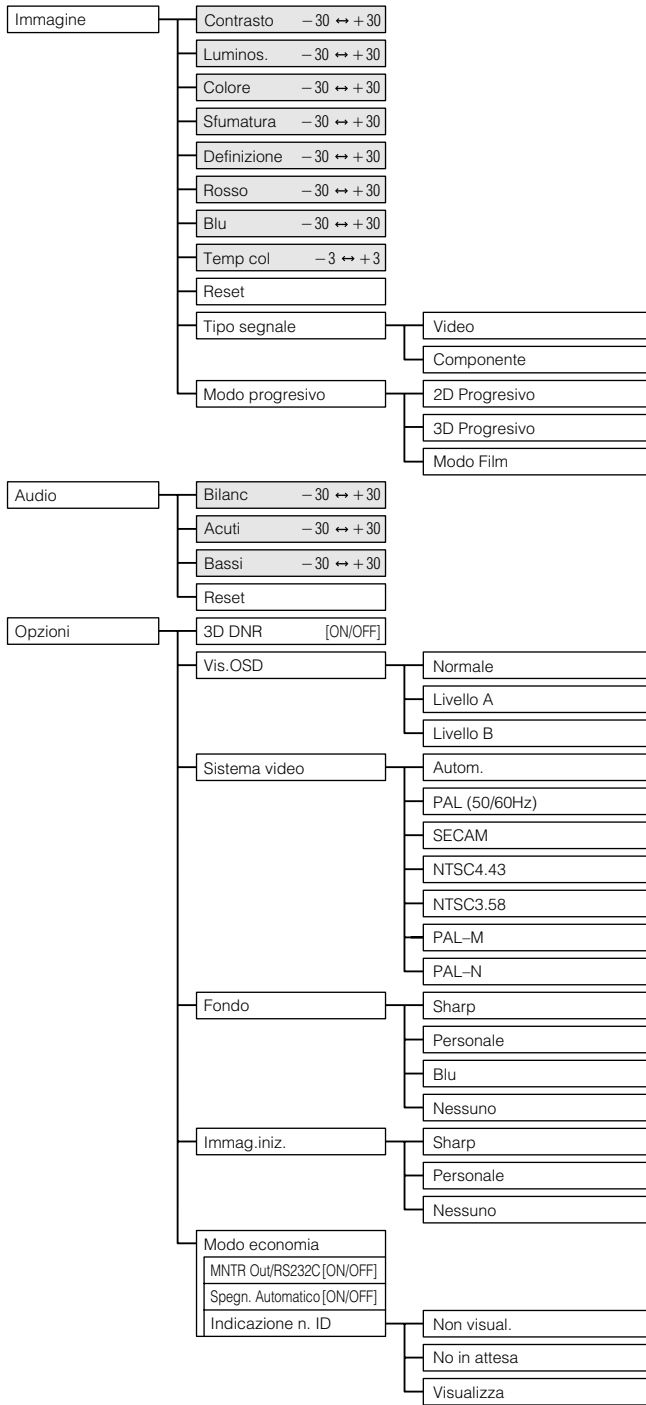 Immagine
Contrasto −30 ↔ +30
Luminos. −30 ↔ +30
Colore −30 ↔ +30
Sfumatura −30 ↔ +30
Definizione −30 ↔ +30
Rosso −30 ↔ +30
Blu −30 ↔ +30
Temp col −3 ↔ +3
Reset
Tipo segnale
Video
Componente
Modo progresivo
2D Progresivo
3D Progresivo
Modo Film
Audio
Bilanc −30 ↔ +30
Acuti −30 ↔ +30
Bassi −30 ↔ +30
Reset
Opzioni
3D DNR [ON/OFF]
Vis.OSD
Normale
Livello A
Livello B
Sistema video
Autom.
PAL (50/60Hz)
SECAM
NTSC4.43
NTSC3.58
PAL–M
PAL–N
Fondo
Sharp
Personale
Blu
Nessuno
Immag.iniz.
Sharp
Personale
Nessuno
Modo economia
MNTR Out/RS232C [ON/OFF]
Spegn. Automatico [ON/OFF]
Indicazione n. ID
Non visual.
No in attesa
Visualizza